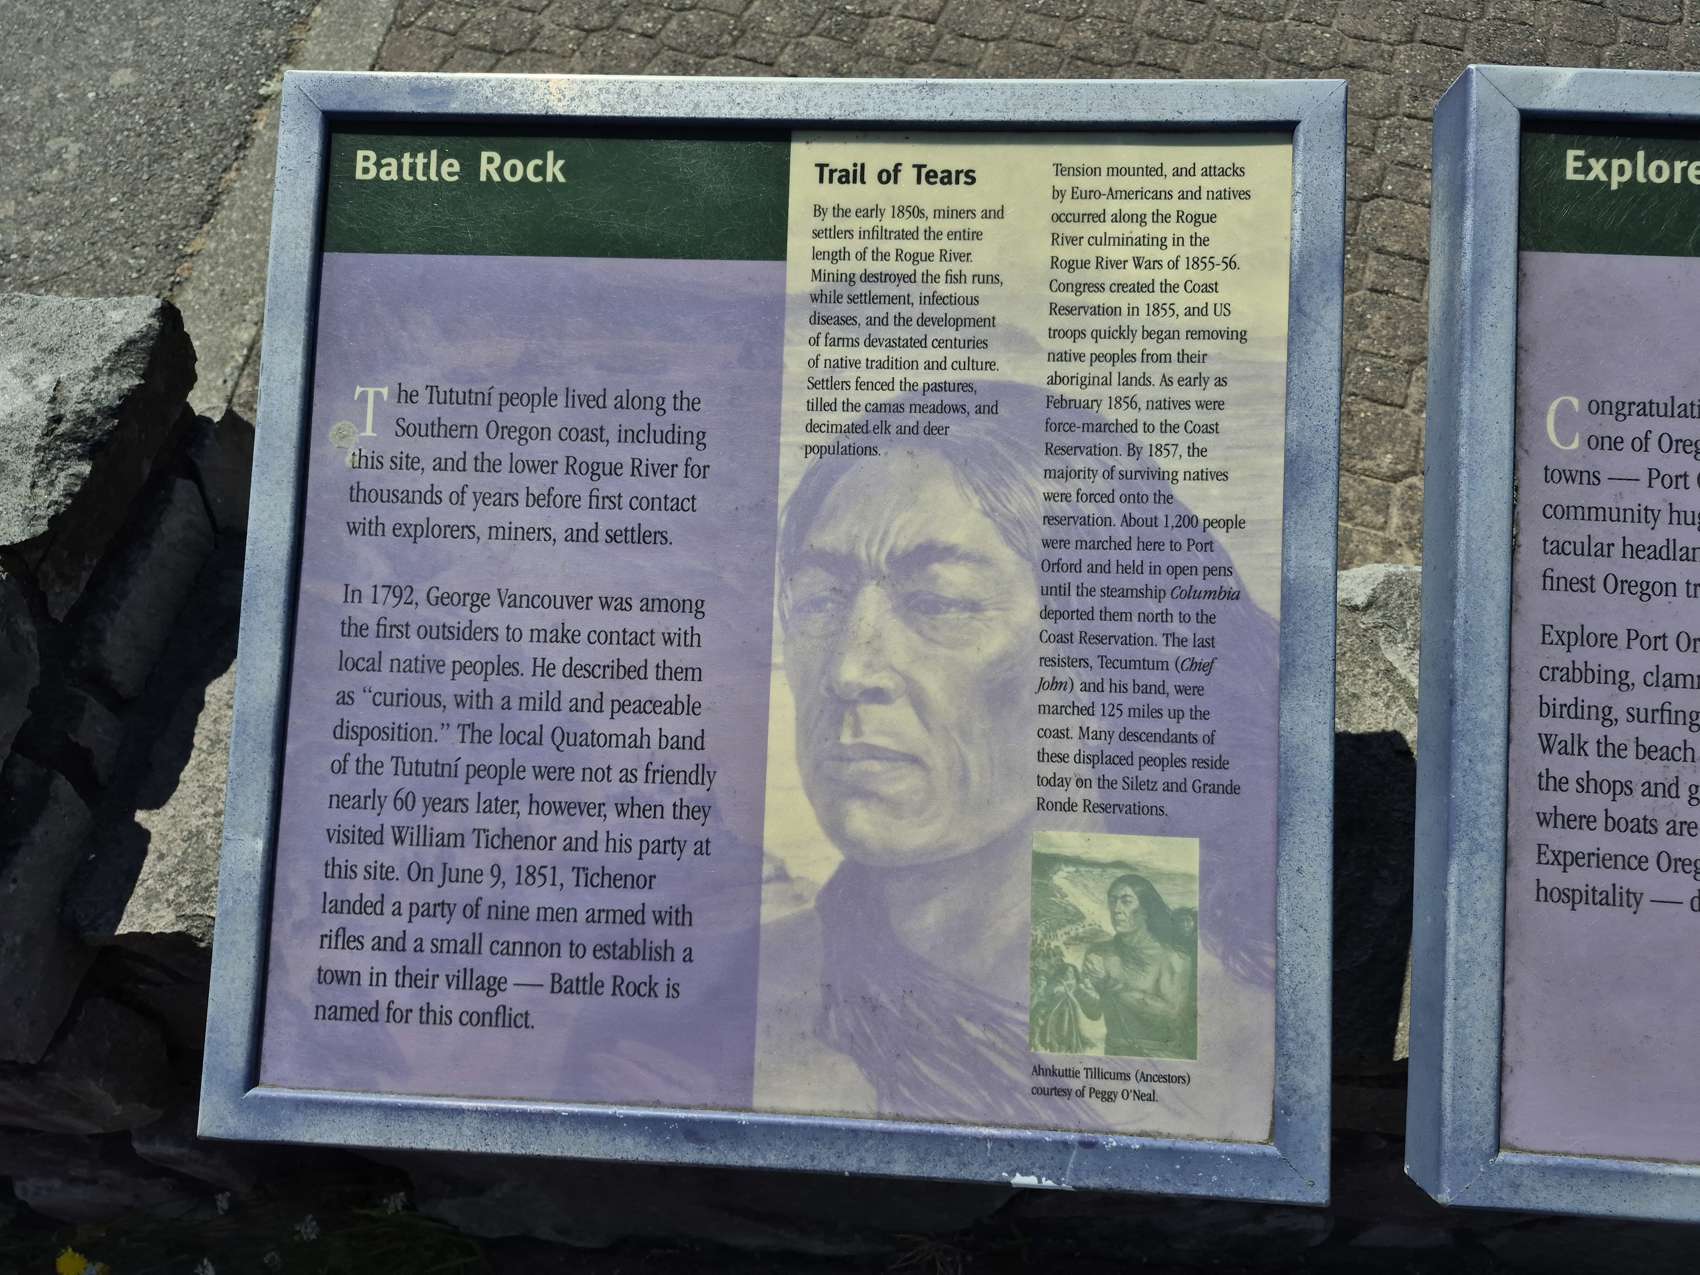 Battle Rock
The Tututní people lived along the
Southern Oregon coast, including
this site, and the lower Rogue River for
thousands of years before first contact
with explorers, miners, and settlers.
In 1792, George Vancouver was among
the first outsiders to make contact with
local native peoples. He described them
as “curious, with a mild and peaceable
disposition.” The local Quatomah band
of the Tututní people were not as friendly
nearly 60 years later, however, when they
visited William Tichenor and his party at
this site. On June 9, 1851, Tichenor
landed a party of nine men armed with
rifles and a small cannon to establish a
town in their village — Battle Rock is
named for this conflict.
Trail of Tears
By the early 1850s, miners and
settlers infiltrated the entire
length of the Rogue River.
Mining destroyed the fish runs,
while settlement, infectious
diseases, and the development
of farms devastated centuries
of native tradition and culture.
Settlers fenced the pastures,
tilled the camas meadows, and
decimated elk and deer
populations.
Tension mounted, and attacks
by Euro-Americans and natives
occurred along the Rogue
River culminating in the
Rogue River Wars of 1855-56.
Congress created the Coast
Reservation in 1855, and US
troops quickly began removing
native peoples from their
aboriginal lands. As early as
February 1856, natives were
force-marched to the Coast
Reservation. By 1857, the
majority of surviving natives
were forced onto the
reservation. About 1,200 people
were marched here to Port
Orford and held in open pens
until the steamship Columbia
deported them north to the
Coast Reservation. The last
resisters, Tecumtum (Chief
John) and his band, were
marched 125 miles up the
coast. Many descendants of
these displaced peoples reside
today on the Siletz and Grande
Ronde Reservations.
Ahnkuttie Tillicums (Ancestors)
courtesy of Peggy O'Neal.
Explore
Congratulati
one of Oreg
towns — Port
community hug
tacular headlan
finest Oregon tr
Explore Port Or
crabbing, clamm
birding, surfing
Walk the beach
the shops and g
where boats are
Experience Oreg
hospitality — d